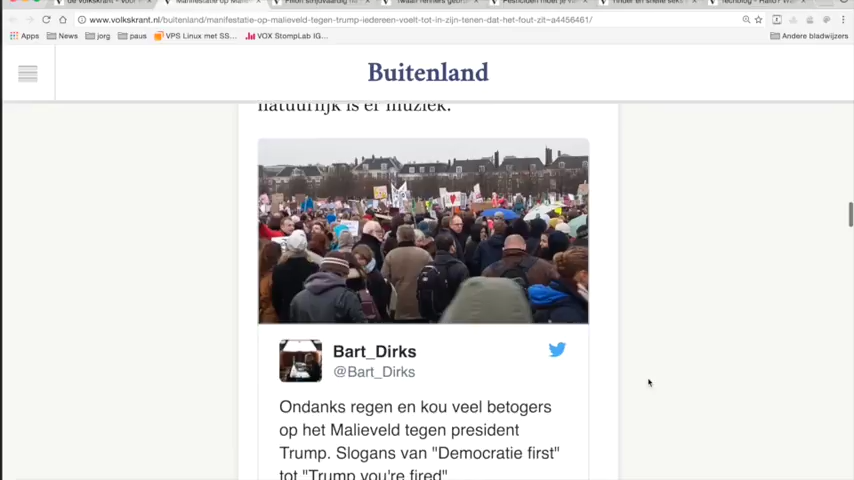 www.volkskrant.nl/buitenland/manifestatie-op-malieveld-tegen-trump-iedereen-voelt-tot-in-zijn-tenen-dat-het-fout-zit~a4456461/
Apps News jorg paus VPS Linux met SS... VOX StompLab IG... Andere bladwijzers
Buitenland
natuurlijk is er muziek.
Bart_Dirks
@Bart_Dirks
Ondanks regen en kou veel betogers
op het Malieveld tegen president
Trump. Slogans van "Democratie first"
tot "Trump you're fired"